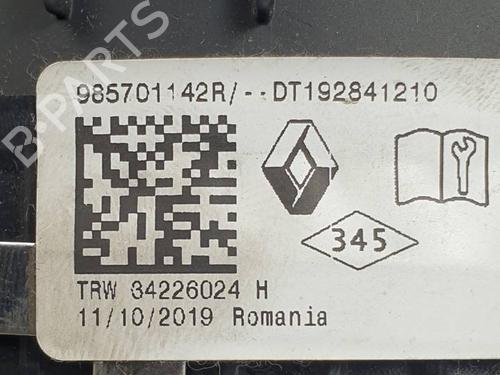 985701142R/--DT192841210
345
TRW 34226024 H
11/10/2019 Romania
B-PARTS